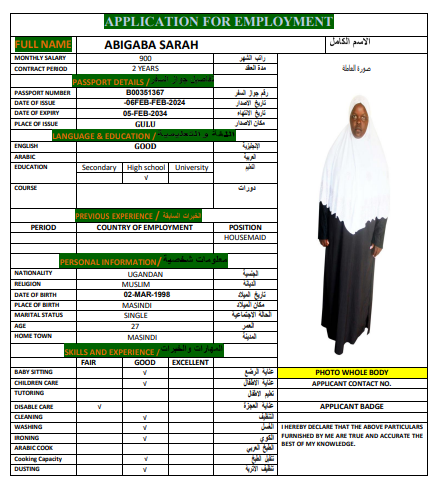 APPLICATION FOR EMPLOYMENT
FULL NAME ABIGABA SARAH الاسم الكامل
MONTHLY SALARY 900 راتب الشهر
CONTRACT PERIOD 2 YEARS مدة العقد
صورة العاملة
PASSPORT DETAILS / تفاصيل جواز السفر
PASSPORT NUMBER B00351367 رقم جواز السفر
DATE OF ISSUE -06FEB-FEB-2024 تاريخ الاصدار
DATE OF EXPIRY 05-FEB-2034 تاريخ الانتهاء
PLACE OF ISSUE GULU مكان الاصدار
LANGUAGE & EDUCATION / اللغة و التعليمية
ENGLISH GOOD الإنجليزية
ARABIC العربية
EDUCATION Secondary High school University التعليم
√
COURSE دورات
PREVIOUS EXPERIENCE / الخبرات السابقة
PERIOD COUNTRY OF EMPLOYMENT POSITION
HOUSEMAID
PERSONAL INFORMATION/ معلومات شخصية
NATIONALITY UGANDAN الجنسية
RELIGION MUSLIM الديانة
DATE OF BIRTH 02-MAR-1998 تاريخ الميلاد
PLACE OF BIRTH MASINDI مكان الميلاد
MARITAL STATUS SINGLE الحالة الإجتماعية
AGE 27 العمر
HOME TOWN MASINDI المدينة
SKILLS AND EXPERIENCE / المهارات والخبرات
FAIR GOOD EXCELLENT
BABY SITTING √ عناية الرضع
PHOTO WHOLE BODY
CHILDREN CARE √ عناية الاطفال
APPLICANT CONTACT NO.
TUTORING تعليم الاطفال
DISABLE CARE √ عناية العجزة
APPLICANT BADGE
CLEANING √ التنظيف
WASHING √ الغسل
IRONING √ الكوي
ARABIC COOK الطبخ العربي
Cooking Capacity √
DUSTING √ تنظيف الأتربة
I HEREBY DECLARE THAT THE ABOVE PARTICULARS
FURNISHED BY ME ARE TRUE AND ACCURATE THE
BEST OF MY KNOWLEDGE.